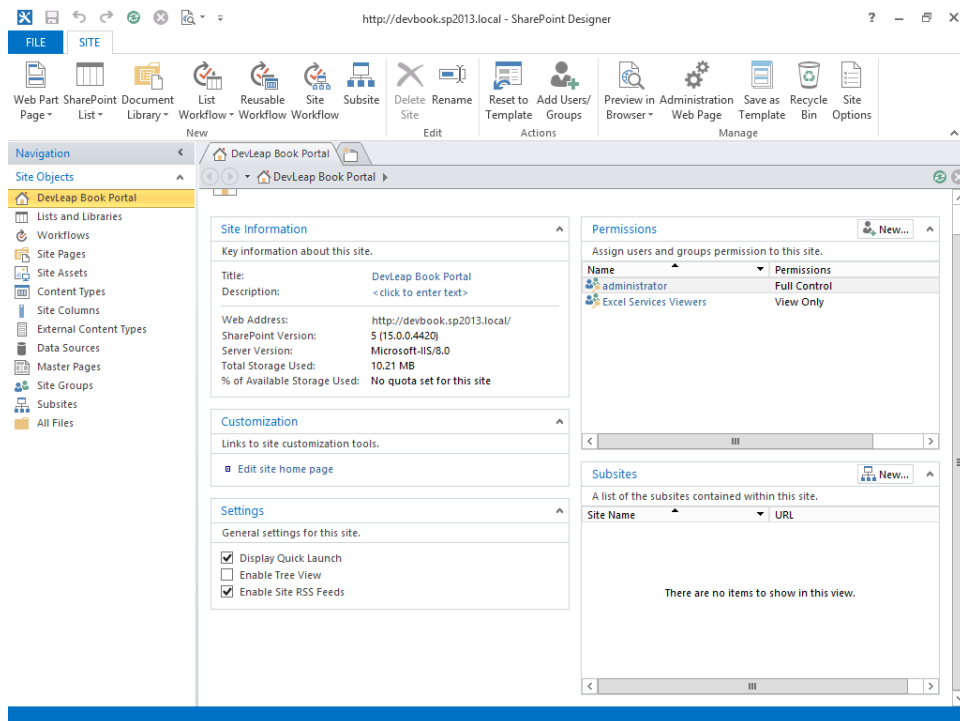 http://devbook.sp2013.local - SharePoint Designer
?
FILE SITE
Web Part Page SharePoint List Document Library List Workflow Reusable Workflow Site Workflow Subsite Delete Site Rename Reset to Template Add Users/ Groups Preview in Browser Administration Web Page Save as Template Recycle Bin Site Options
New Edit Actions Manage
Navigation
Site Objects
DevLeap Book Portal
Lists and Libraries
Workflows
Site Pages
Site Assets
Content Types
Site Columns
External Content Types
Data Sources
Master Pages
Site Groups
Subsites
All Files
DevLeap Book Portal
DevLeap Book Portal
Site Information
Key information about this site.
Title: DevLeap Book Portal
Description: <click to enter text>
Web Address: http://devbook.sp2013.local/
SharePoint Version: 5 (15.0.0.4420)
Server Version: Microsoft-IIS/8.0
Total Storage Used: 10.21 MB
% of Available Storage Used: No quota set for this site
Customization
Links to site customization tools.
Edit site home page
Settings
General settings for this site.
Display Quick Launch
Enable Tree View
Enable Site RSS Feeds
Permissions New...
Assign users and groups permission to this site.
Name Permissions
administrator Full Control
Excel Services Viewers View Only
Subsites New...
A list of the subsites contained within this site.
Site Name URL
There are no items to show in this view.